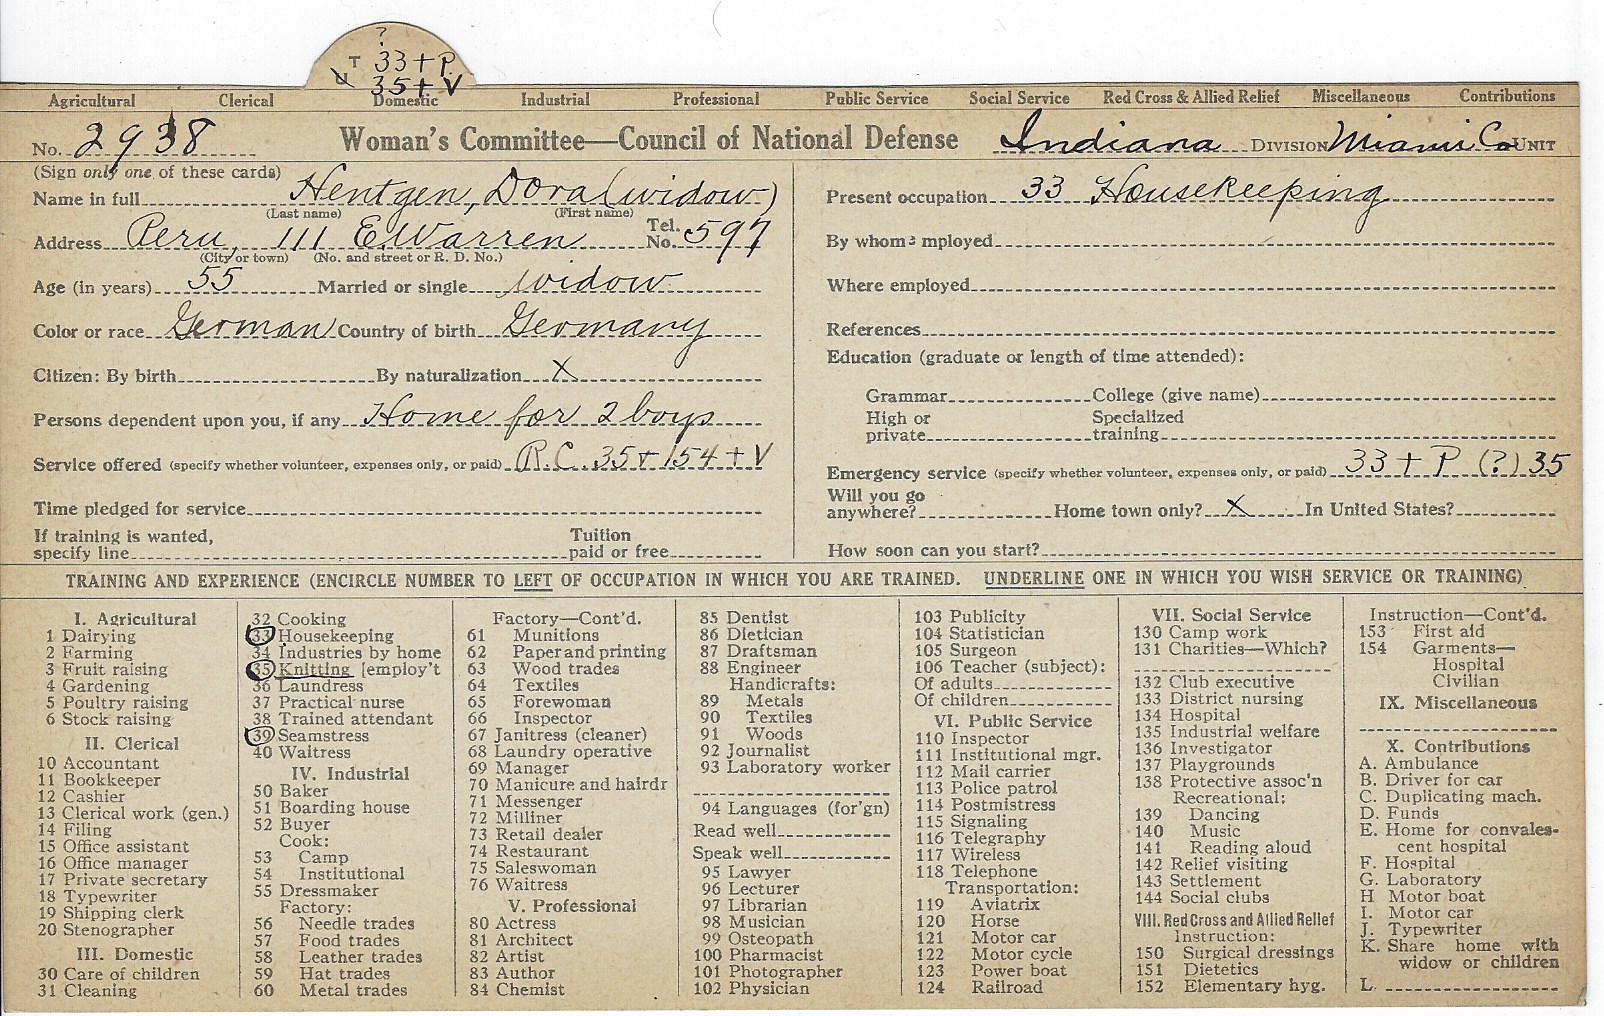 ?
T 33 + P.
U 35 + V
Agricultural Clerical Domestic Industrial Professional Public Service Social Service Red Cross & Allied Relief Miscellaneous Contributions
No. 2938 Woman's Committee—Council of National Defense Indiana DIVISION Miami Co. UNIT
(Sign only one of these cards)
Name in full Hentgen, Dora (widow)
(Last name) (First name)
Address Peru, 111 E. Warren Tel. No. 597
(City or town) (No. and street or R. D. No.)
Age (in years) 55 Married or single widow
Color or race German Country of birth Germany
Citizen: By birth By naturalization X
Persons dependent upon you, if any Home for 2 boys
Service offered (specify whether volunteer, expenses only, or paid) R.C. 35 + 154 + V
Time pledged for service
If training is wanted, specify line Tuition paid or free
Present occupation 33 Housekeeping
By whom employed
Where employed
References
Education (graduate or length of time attended):
Grammar College (give name)
High or private Specialized training
Emergency service (specify whether volunteer, expenses only, or paid) 33 + P (?) 35
Will you go anywhere? Home town only? X In United States?
How soon can you start?
TRAINING AND EXPERIENCE (ENCIRCLE NUMBER TO LEFT OF OCCUPATION IN WHICH YOU ARE TRAINED. UNDERLINE ONE IN WHICH YOU WISH SERVICE OR TRAINING)
I. Agricultural
1 Dairying
2 Farming
3 Fruit raising
4 Gardening
5 Poultry raising
6 Stock raising
II. Clerical
10 Accountant
11 Bookkeeper
12 Cashier
13 Clerical work (gen.)
14 Filing
15 Office assistant
16 Office manager
17 Private secretary
18 Typewriter
19 Shipping clerk
20 Stenographer
III. Domestic
30 Care of children
31 Cleaning
32 Cooking
33 Housekeeping
34 Industries by home
35 Knitting [employ't
36 Laundress
37 Practical nurse
38 Trained attendant
39 Seamstress
40 Waitress
IV. Industrial
50 Baker
51 Boarding house
52 Buyer
Cook:
53 Camp
54 Institutional
55 Dressmaker
Factory:
56 Needle trades
57 Food trades
58 Leather trades
59 Hat trades
60 Metal trades
Factory—Cont'd.
61 Munitions
62 Paper and printing
63 Wood trades
64 Textiles
65 Forewoman
66 Inspector
67 Janitress (cleaner)
68 Laundry operative
69 Manager
70 Manicure and hairdr
71 Messenger
72 Milliner
73 Retail dealer
74 Restaurant
75 Saleswoman
76 Waitress
V. Professional
80 Actress
81 Architect
82 Artist
83 Author
84 Chemist
85 Dentist
86 Dietician
87 Draftsman
88 Engineer
Handicrafts:
89 Metals
90 Textiles
91 Woods
92 Journalist
93 Laboratory worker
94 Languages (for'gn)
Read well
Speak well
95 Lawyer
96 Lecturer
97 Librarian
98 Musician
99 Osteopath
100 Pharmacist
101 Photographer
102 Physician
103 Publicity
104 Statistician
105 Surgeon
106 Teacher (subject):
Of adults
Of children
VI. Public Service
110 Inspector
111 Institutional mgr.
112 Mail carrier
113 Police patrol
114 Postmistress
115 Signaling
116 Telegraphy
117 Wireless
118 Telephone
Transportation:
119 Aviatrix
120 Horse
121 Motor car
122 Motor cycle
123 Power boat
124 Railroad
VII. Social Service
130 Camp work
131 Charities—Which?
132 Club executive
133 District nursing
134 Hospital
135 Industrial welfare
136 Investigator
137 Playgrounds
138 Protective assoc'n
Recreational:
139 Dancing
140 Music
141 Reading aloud
142 Relief visiting
143 Settlement
144 Social clubs
VIII. Red Cross and Allied Relief
Instruction:
150 Surgical dressings
151 Dietetics
152 Elementary hyg.
Instruction—Cont'd.
153 First aid
154 Garments—
Hospital
Civilian
IX. Miscellaneous
X. Contributions
A. Ambulance
B. Driver for car
C. Duplicating mach.
D. Funds
E. Home for convales-
cent hospital
F. Hospital
G. Laboratory
H Motor boat
I. Motor car
J. Typewriter
K. Share home with
widow or children
L